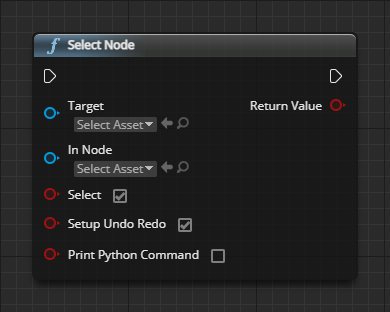 Select Node
Target
Return Value
Select Asset
In Node
Select Asset
Select
Setup Undo Redo
Print Python Command